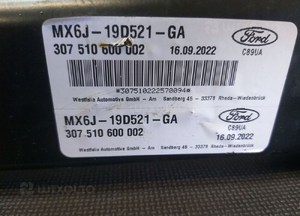 MX6J-19D521-GA
307 510 600 002
16.09.2022
Ford
C89UA
*307510222570894*
Westfalia Automotive GmbH - Am Sandberg 45 - 33378 Rheda-Wiedenbrück
MX6J-19D521-GA
307 510 600 002
Ford
C89UA
16.09.2022
Westfalia Automotive GmbH - Am Sandberg 45 - 33378 Rheda-Wiedenbrück